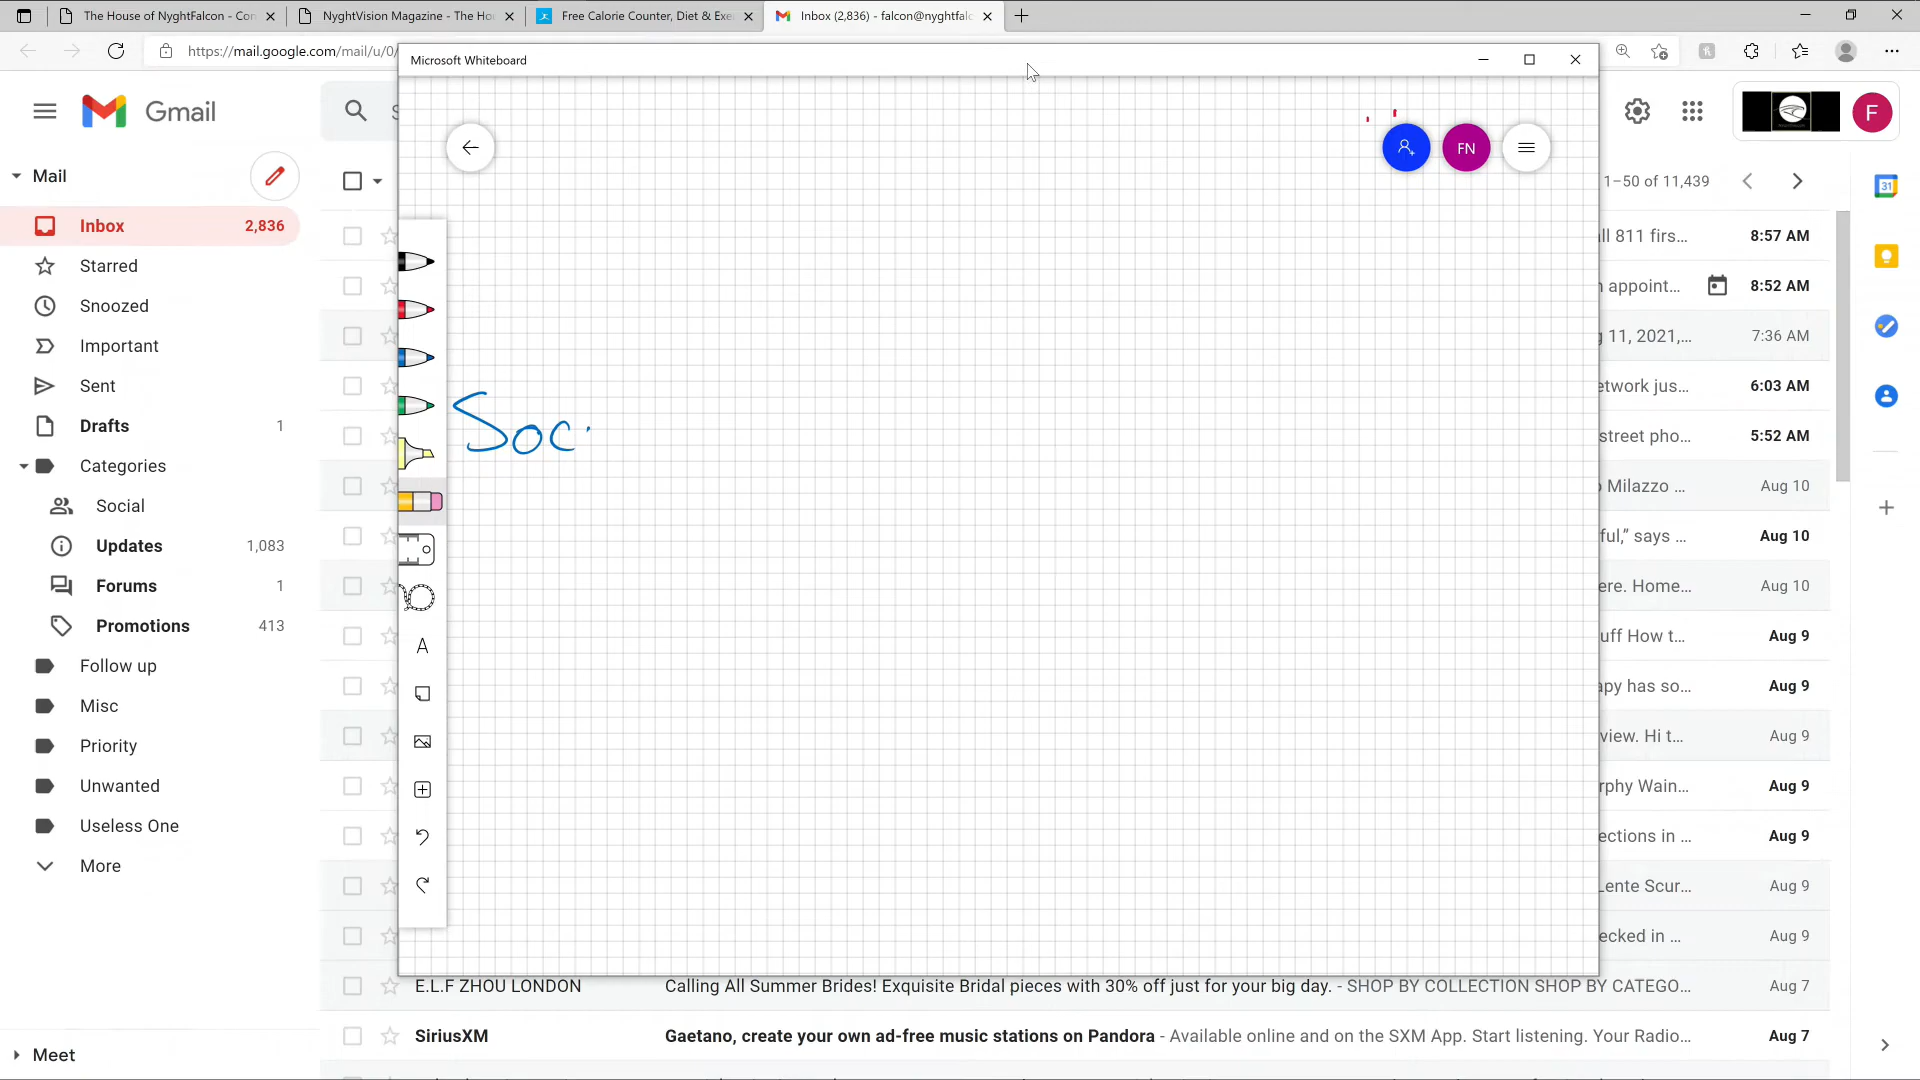 The House of NyghtFalcon - Con
NyghtVision Magazine - The Hou
Free Calorie Counter, Diet & Exe
Inbox (2,836) - falcon@nyghtfalc
https://mail.google.com/mail/u/0/
Microsoft Whiteboard
Gmail
FN
F
Mail
1–50 of 11,439
31
Inbox 2,836
ll 811 firs... 8:57 AM
Starred
appoint... 8:52 AM
Snoozed
11, 2021,... 7:36 AM
Important
etwork jus... 6:03 AM
Sent
Soc
Drafts 1
street pho... 5:52 AM
Categories
o Milazzo ... Aug 10
Social
ful,” says ... Aug 10
Updates 1,083
ere. Home... Aug 10
Forums 1
Promotions 413
uff How t... Aug 9
A
Follow up
apy has so... Aug 9
Misc
view. Hi t... Aug 9
Priority
rphy Wain... Aug 9
Unwanted
ections in ... Aug 9
Useless One
Lente Scur... Aug 9
More
ecked in ... Aug 9
E.L.F ZHOU LONDON Calling All Summer Brides! Exquisite Bridal pieces with 30% off just for your big day. - SHOP BY COLLECTION SHOP BY CATEGO... Aug 7
SiriusXM Gaetano, create your own ad-free music stations on Pandora - Available online and on the SXM App. Start listening. Your Radio... Aug 7
Meet